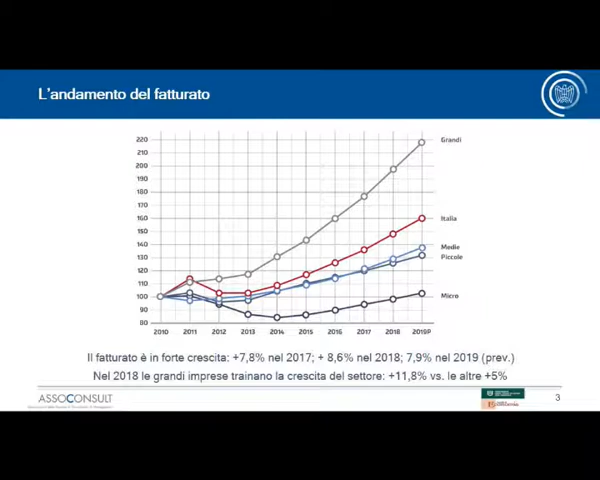 L'andamento del fatturato
220
210
200
190
180
170
160
150
140
130
120
110
100
90
80
Grandi
Italia
Medie
Piccole
Micro
2010 2011 2012 2013 2014 2015 2016 2017 2018 2019P
Il fatturato è in forte crescita: +7,8% nel 2017; + 8,6% nel 2018; 7,9% nel 2019 (prev.)
Nel 2018 le grandi imprese trainano la crescita del settore: +11,8% vs. le altre +5%
ASSOCONSULT
3